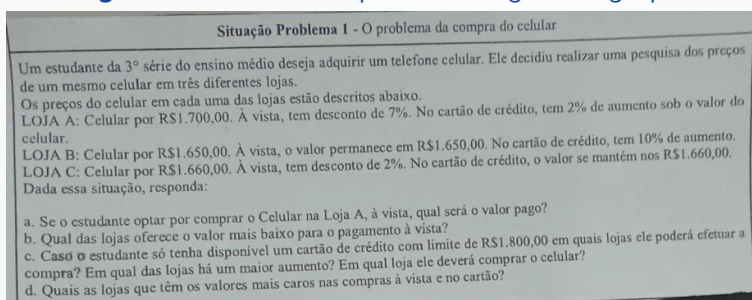 Situação Problema 1 - O problema da compra do celular
Um estudante da 3° série do ensino médio deseja adquirir um telefone celular. Ele decidiu realizar uma pesquisa dos preços
de um mesmo celular em três diferentes lojas.
Os preços do celular em cada uma das lojas estão descritos abaixo.
LOJA A: Celular por R$1.700,00. À vista, tem desconto de 7%. No cartão de crédito, tem 2% de aumento sob o valor do
celular.
LOJA B: Celular por R$1.650,00. À vista, o valor permanece em R$1.650,00. No cartão de crédito, tem 10% de aumento.
LOJA C: Celular por R$1.660,00. À vista, tem desconto de 2%. No cartão de crédito, o valor se mantém nos R$1.660,00.
Dada essa situação, responda:
a. Se o estudante optar por comprar o Celular na Loja A, à vista, qual será o valor pago?
b. Qual das lojas oferece o valor mais baixo para o pagamento à vista?
c. Caso o estudante só tenha disponível um cartão de crédito com limite de R$1.800,00 em quais lojas ele poderá efetuar a
compra? Em qual das lojas há um maior aumento? Em qual loja ele deverá comprar o celular?
d. Quais as lojas que têm os valores mais caros nas compras à vista e no cartão?